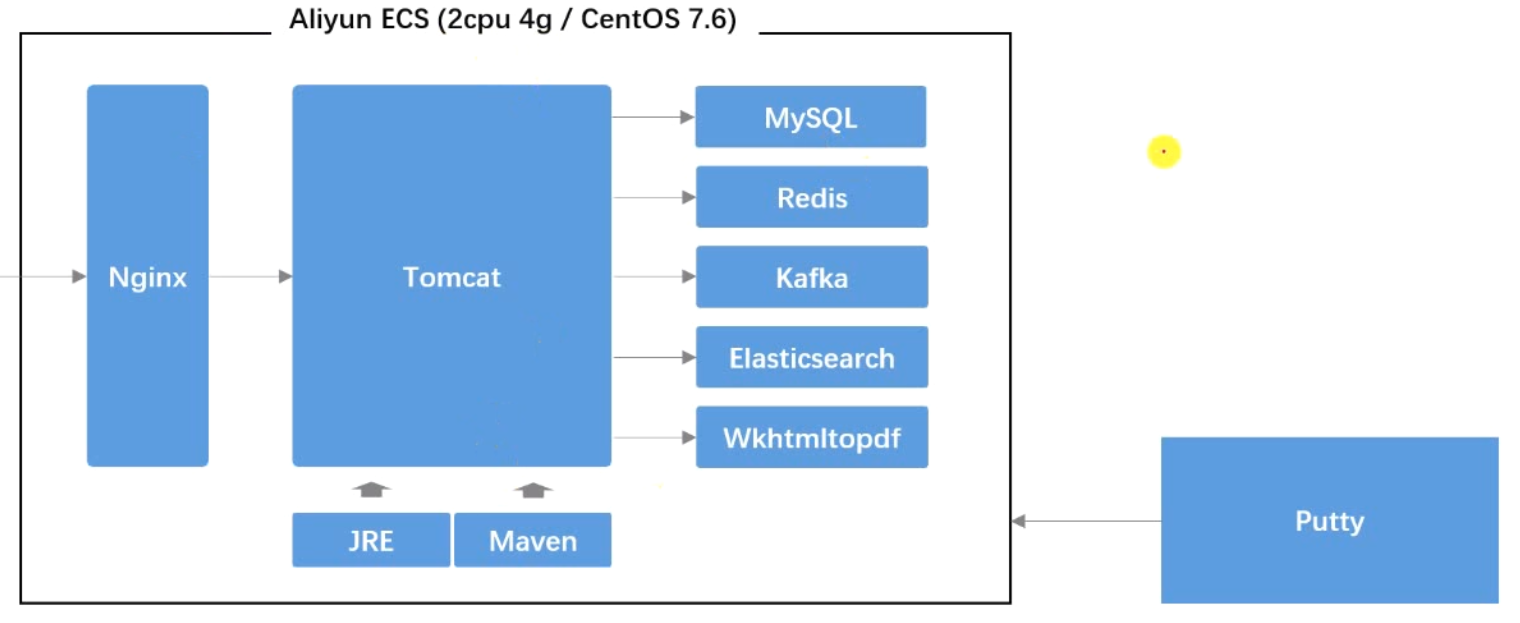 Aliyun ECS (2cpu 4g / CentOS 7.6)
Nginx
Tomcat
MySQL
Redis
Kafka
Elasticsearch
Wkhtmltopdf
JRE
Maven
Putty